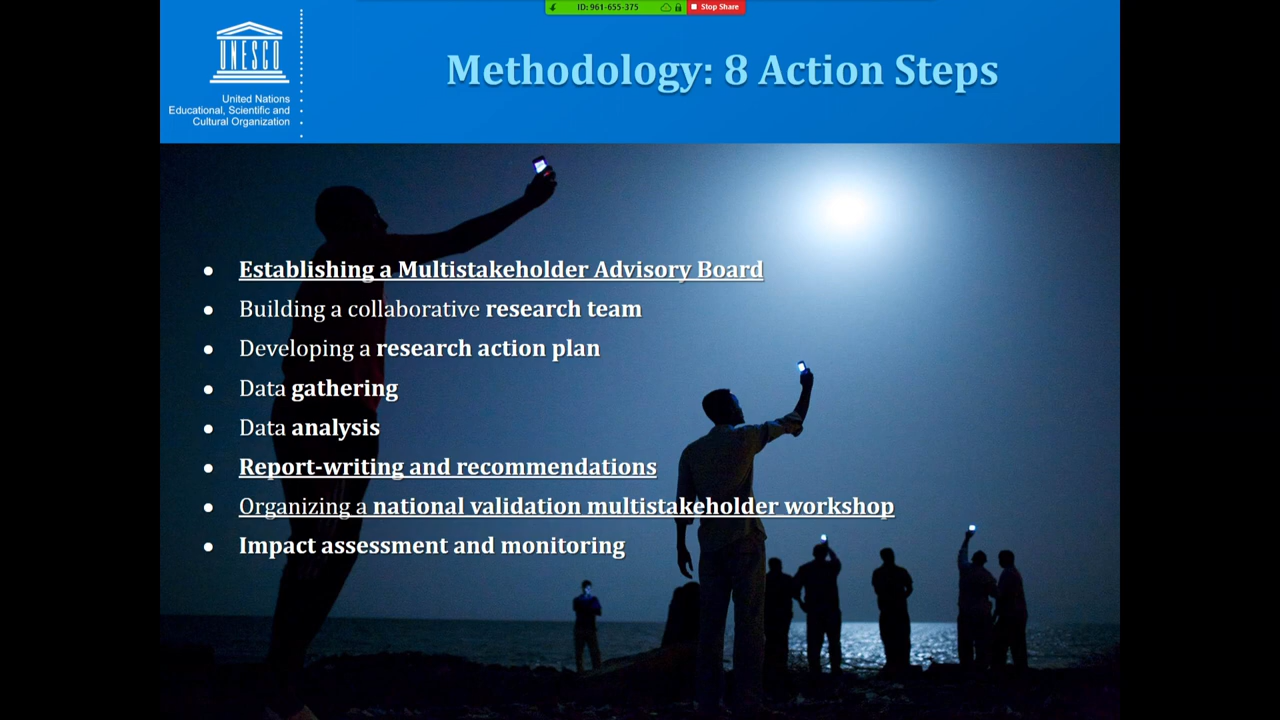 ID: 961-655-375
Stop Share
UNESCO
United Nations
Educational, Scientific and
Cultural Organization
Methodology: 8 Action Steps
• Establishing a Multistakeholder Advisory Board
• Building a collaborative research team
• Developing a research action plan
• Data gathering
• Data analysis
• Report-writing and recommendations
• Organizing a national validation multistakeholder workshop
• Impact assessment and monitoring